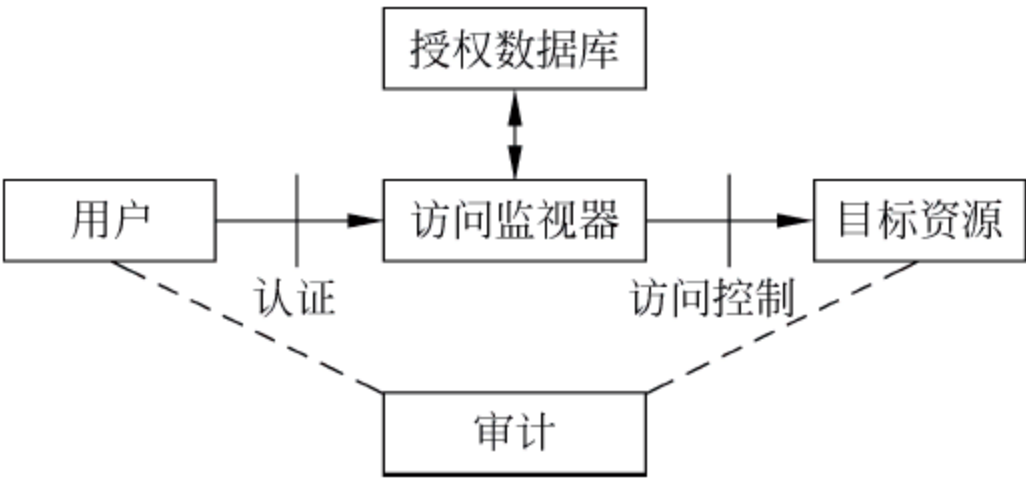 授权数据库
用户
访问监视器
目标资源
认证
访问控制
审计